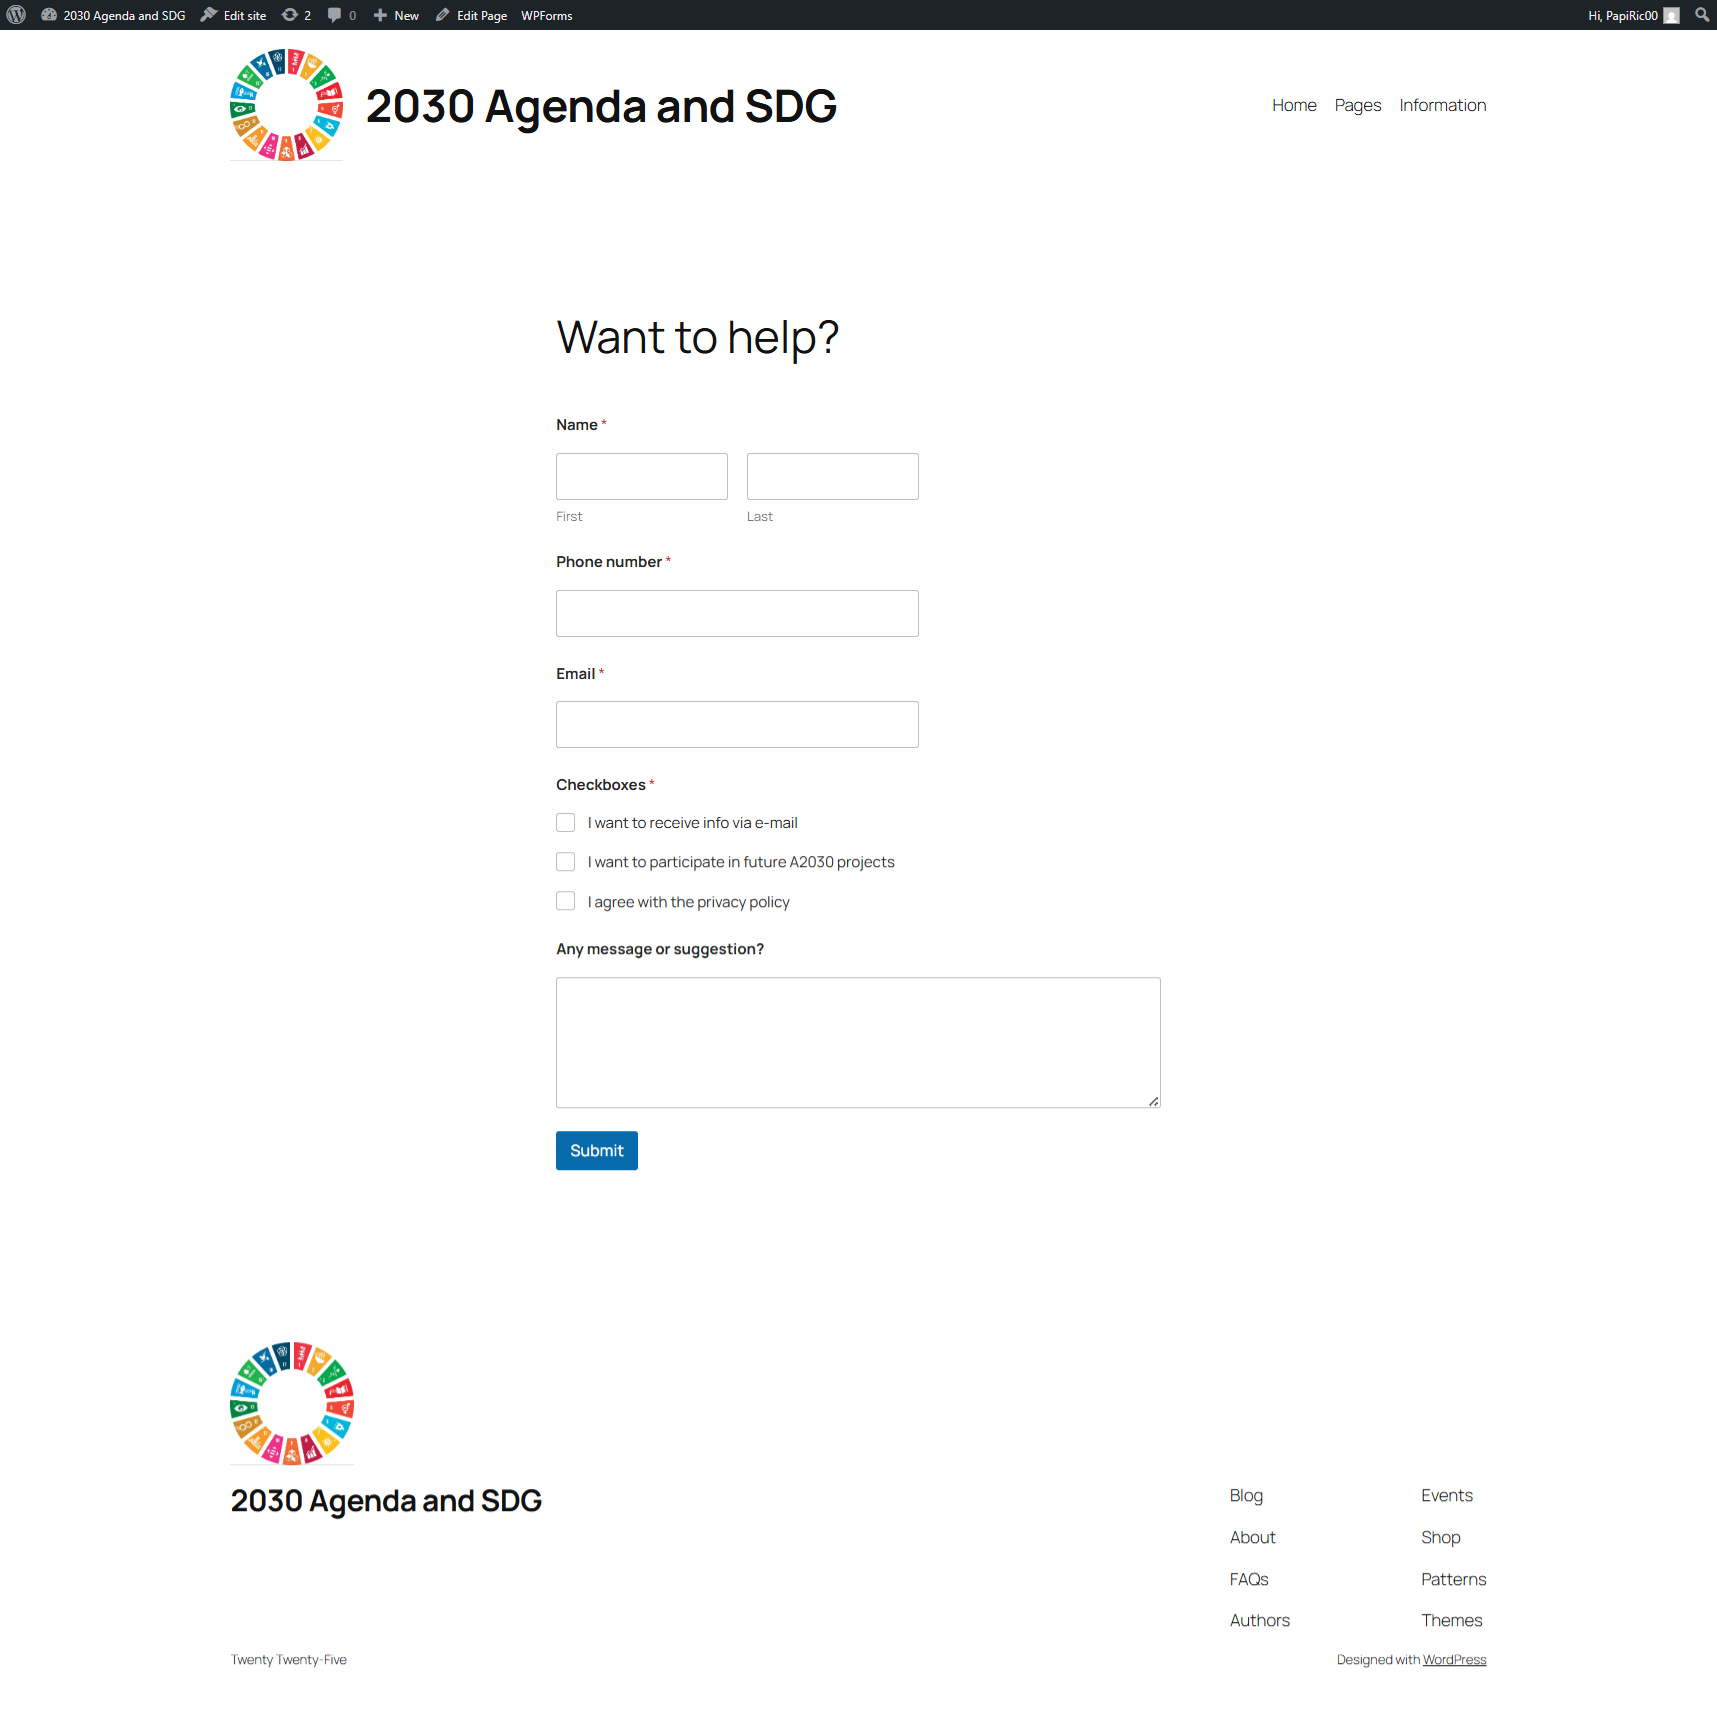 2030 Agenda and SDG Edit site 2 0 New Edit Page WPForms Hi, PapiRic00
2030 Agenda and SDG
Home Pages Information
Want to help?
Name *
First Last
Phone number *
Email *
Checkboxes *
I want to receive info via e-mail
I want to participate in future A2030 projects
I agree with the privacy policy
Any message or suggestion?
Submit
2030 Agenda and SDG
Blog Events
About Shop
FAQs Patterns
Authors Themes
Twenty Twenty-Five Designed with WordPress